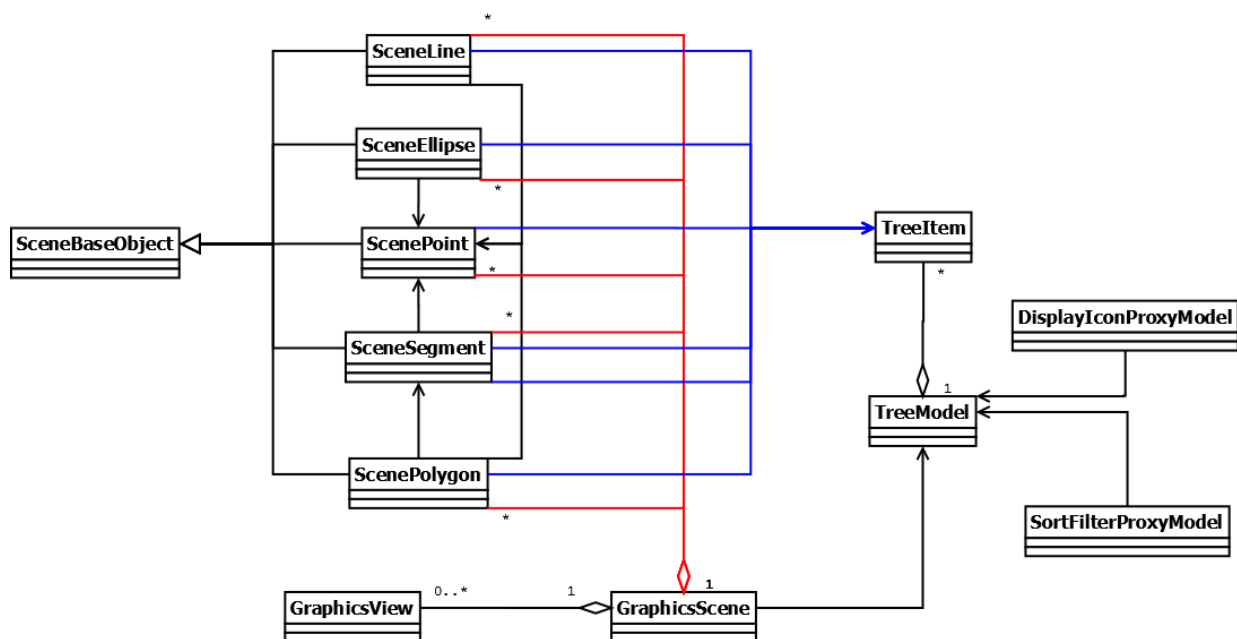 *
SceneLine
SceneEllipse
*
SceneBaseObject
ScenePoint
TreeItem
*
*
*
DisplayIconProxyModel
SceneSegment
1
TreeModel
ScenePolygon
*
SortFilterProxyModel
0..*
1
1
GraphicsView
GraphicsScene